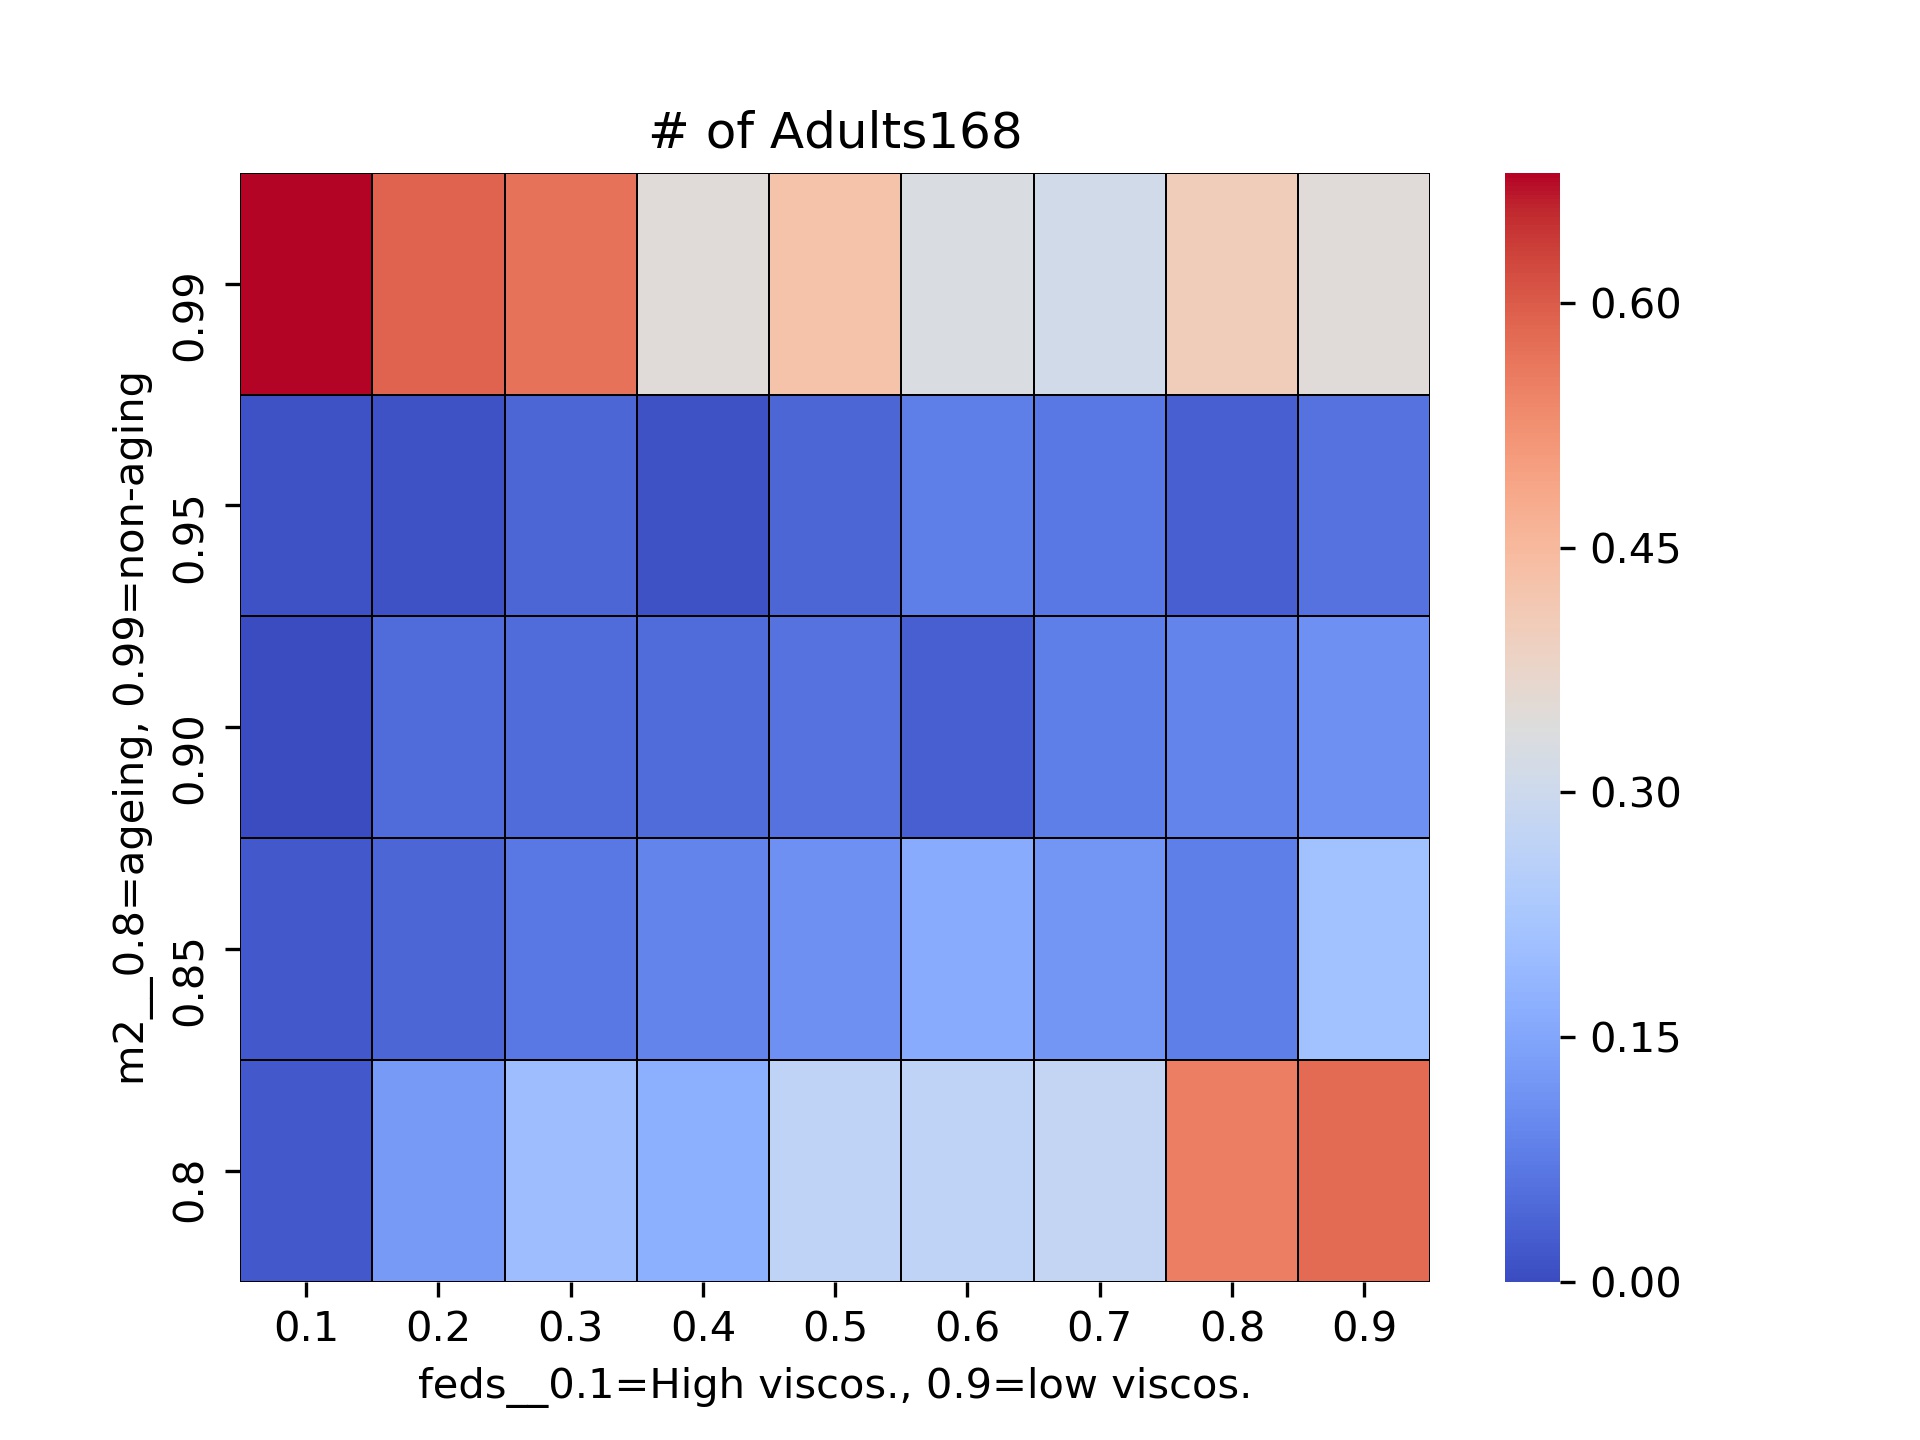 # of Adults168
m2__0.8=ageing, 0.99=non-aging
0.99
0.95
0.90
0.85
0.8
0.1 0.2 0.3 0.4 0.5 0.6 0.7 0.8 0.9
feds__0.1=High viscos., 0.9=low viscos.
0.60
0.45
0.30
0.15
0.00